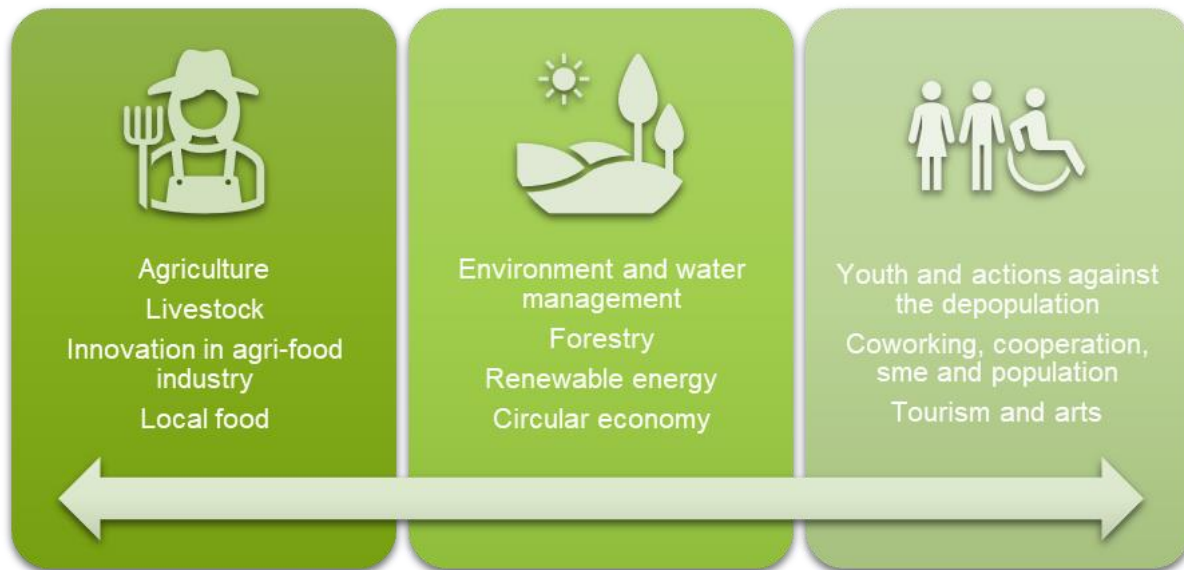 Agriculture
Livestock
Innovation in agri-food
industry
Local food
Environment and water
management
Forestry
Renewable energy
Circular economy
Youth and actions against
the depopulation
Coworking, cooperation,
sme and population
Tourism and arts